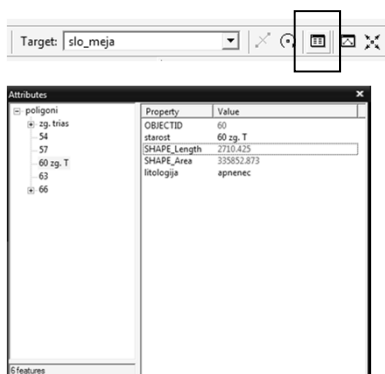 Target: slo_meja
Attributes
poligoni
zg. trias
54
57
60 zg. T
63
66
Property Value
OBJECTID 60
starost 60 zg. T
SHAPE_Length 2710.425
SHAPE_Area 335852.873
litologija apnenec
6 features